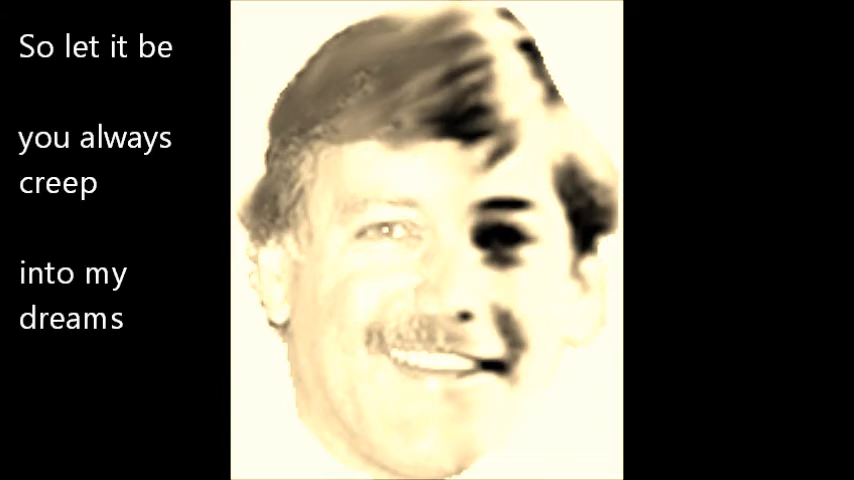 So let it be
you always
creep
into my
dreams